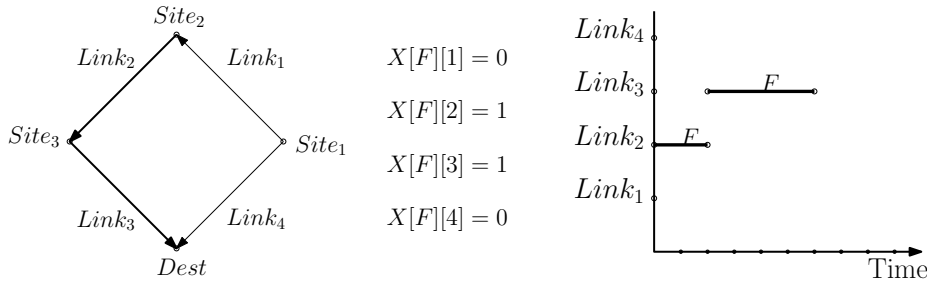 Site₂
Link₂
Link₁
Site₃
Site₁
Link₃
Link₄
Dest
X[F][1] = 0
X[F][2] = 1
X[F][3] = 1
X[F][4] = 0
Link₄
Link₃
F
Link₂
F
Link₁
Time